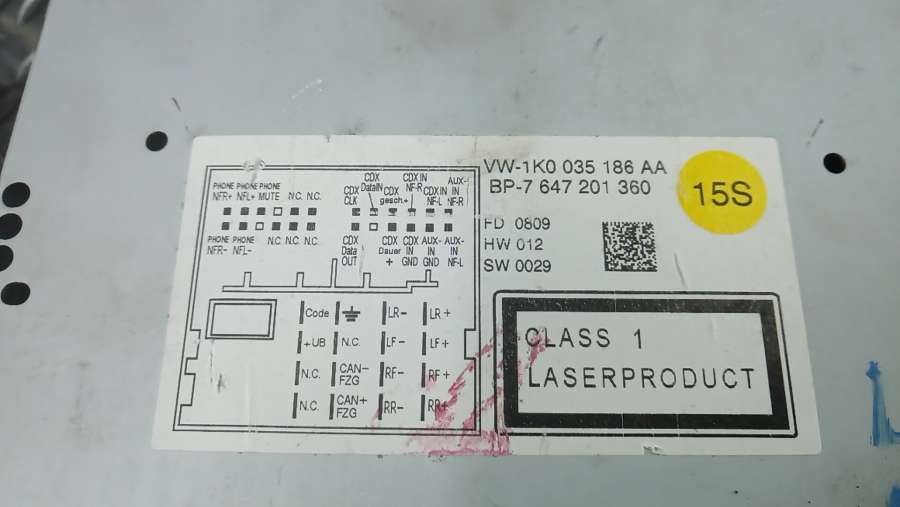 VW-1K0 035 186 AA
BP-7 647 201 360
15S
FD 0809
HW 012
SW 0029
CLASS 1
LASERPRODUCT
PHONE PHONE PHONE
NFR+ NFL+ MUTE N.C. N.C.
PHONE PHONE
NFR- NFL- N.C. N.C. N.C.
CDX CLK
CDX DataIN
CDX gesch.+
CDX IN NF-R
CDX IN NF-L
AUX- IN NF-R
CDX Data OUT
CDX Dauer +
CDX IN GND
AUX- IN GND
AUX- IN NF-L
Code LR- LR+
+UB N.C. LF- LF+
N.C. CAN- FZG RF- RF+
N.C. CAN+ FZG RR- RR+